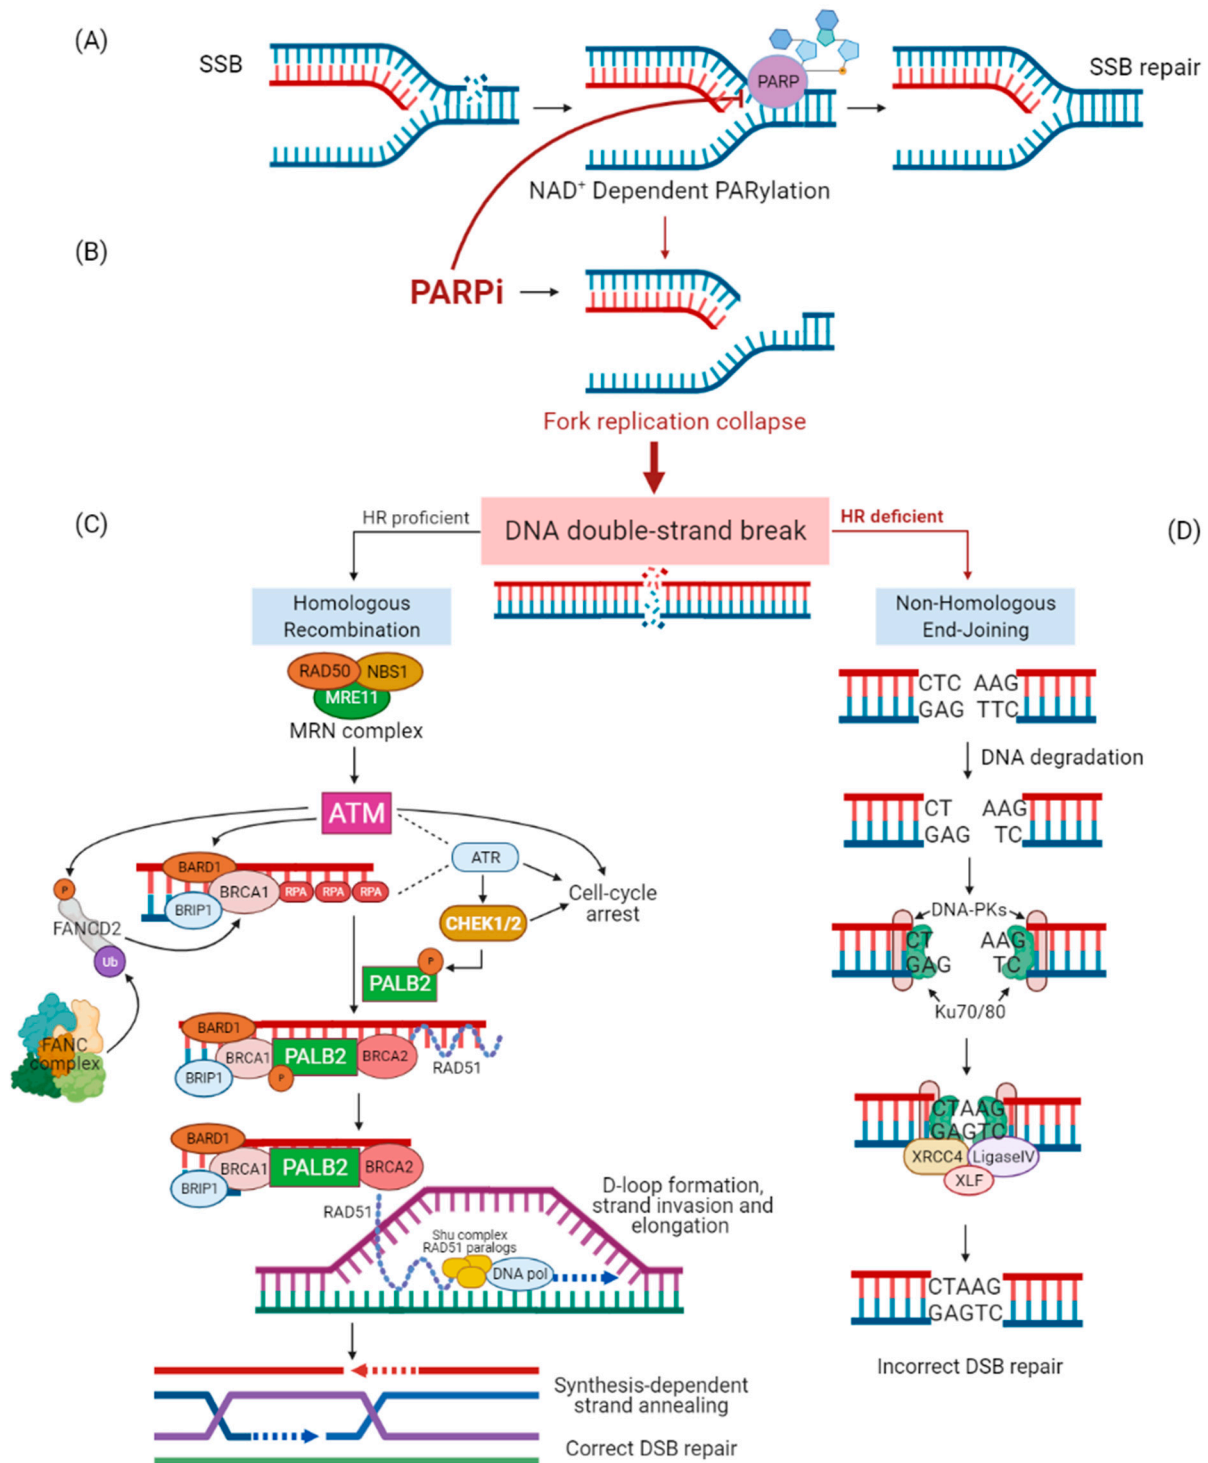 (A)
SSB
PARP
SSB repair
NAD+ Dependent PARylation
(B)
PARPi
Fork replication collapse
(C)
HR proficient
DNA double-strand break
HR deficient
(D)
Homologous
Recombination
Non-Homologous
End-Joining
RAD50
NBS1
MRE11
MRN complex
CTC AAG
GAG TTC
DNA degradation
ATM
CT AAG
GAG TC
BARD1
ATR
P
BRCA1
RPA
RPA
RPA
BRIP1
Cell-cycle
arrest
FANCD2
CHEK1/2
DNA-PKs
CT AAG
GAG TC
Ub
P
PALB2
Ku70/80
FANC
complex
BARD1
BRCA1
PALB2
BRCA2
RAD51
BRIP1
P
CTAAG
GAGTC
BARD1
BRCA1
PALB2
BRCA2
XRCC4
LigaseIV
XLF
BRIP1
RAD51
D-loop formation,
strand invasion and
elongation
Shu complex
RAD51 paralogs
DNA pol
CTAAG
GAGTC
Incorrect DSB repair
Synthesis-dependent
strand annealing
Correct DSB repair